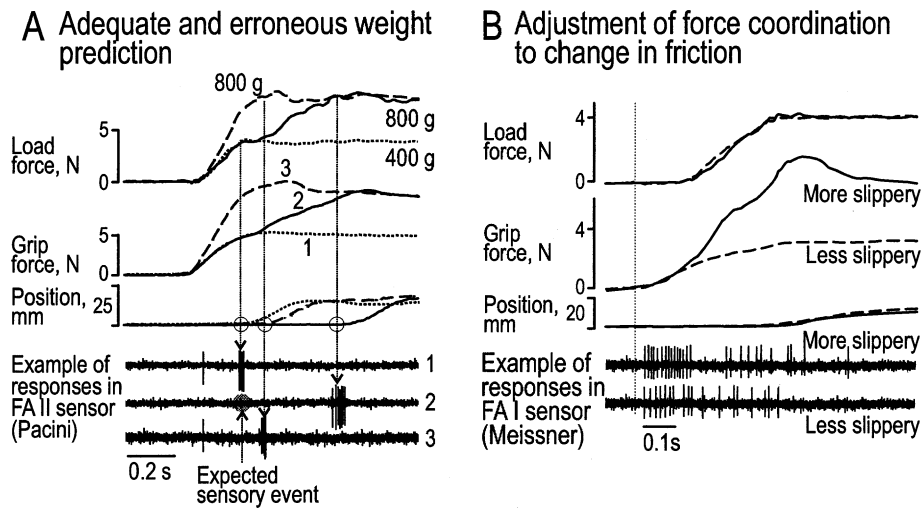 A Adequate and erroneous weight
prediction
800 g
Load
force, N
5
0
800 g
400 g
3
2
1
Grip
force, N
5
0
Position,
mm
25
Example of
responses in
FA II sensor
(Pacini)
1
2
3
0.2 s
Expected
sensory event
B Adjustment of force coordination
to change in friction
Load
force, N
4
0
More slippery
Grip
force, N
4
0
Less slippery
Position,
mm
20
More slippery
Example of
responses in
FA I sensor
(Meissner)
Less slippery
0.1s